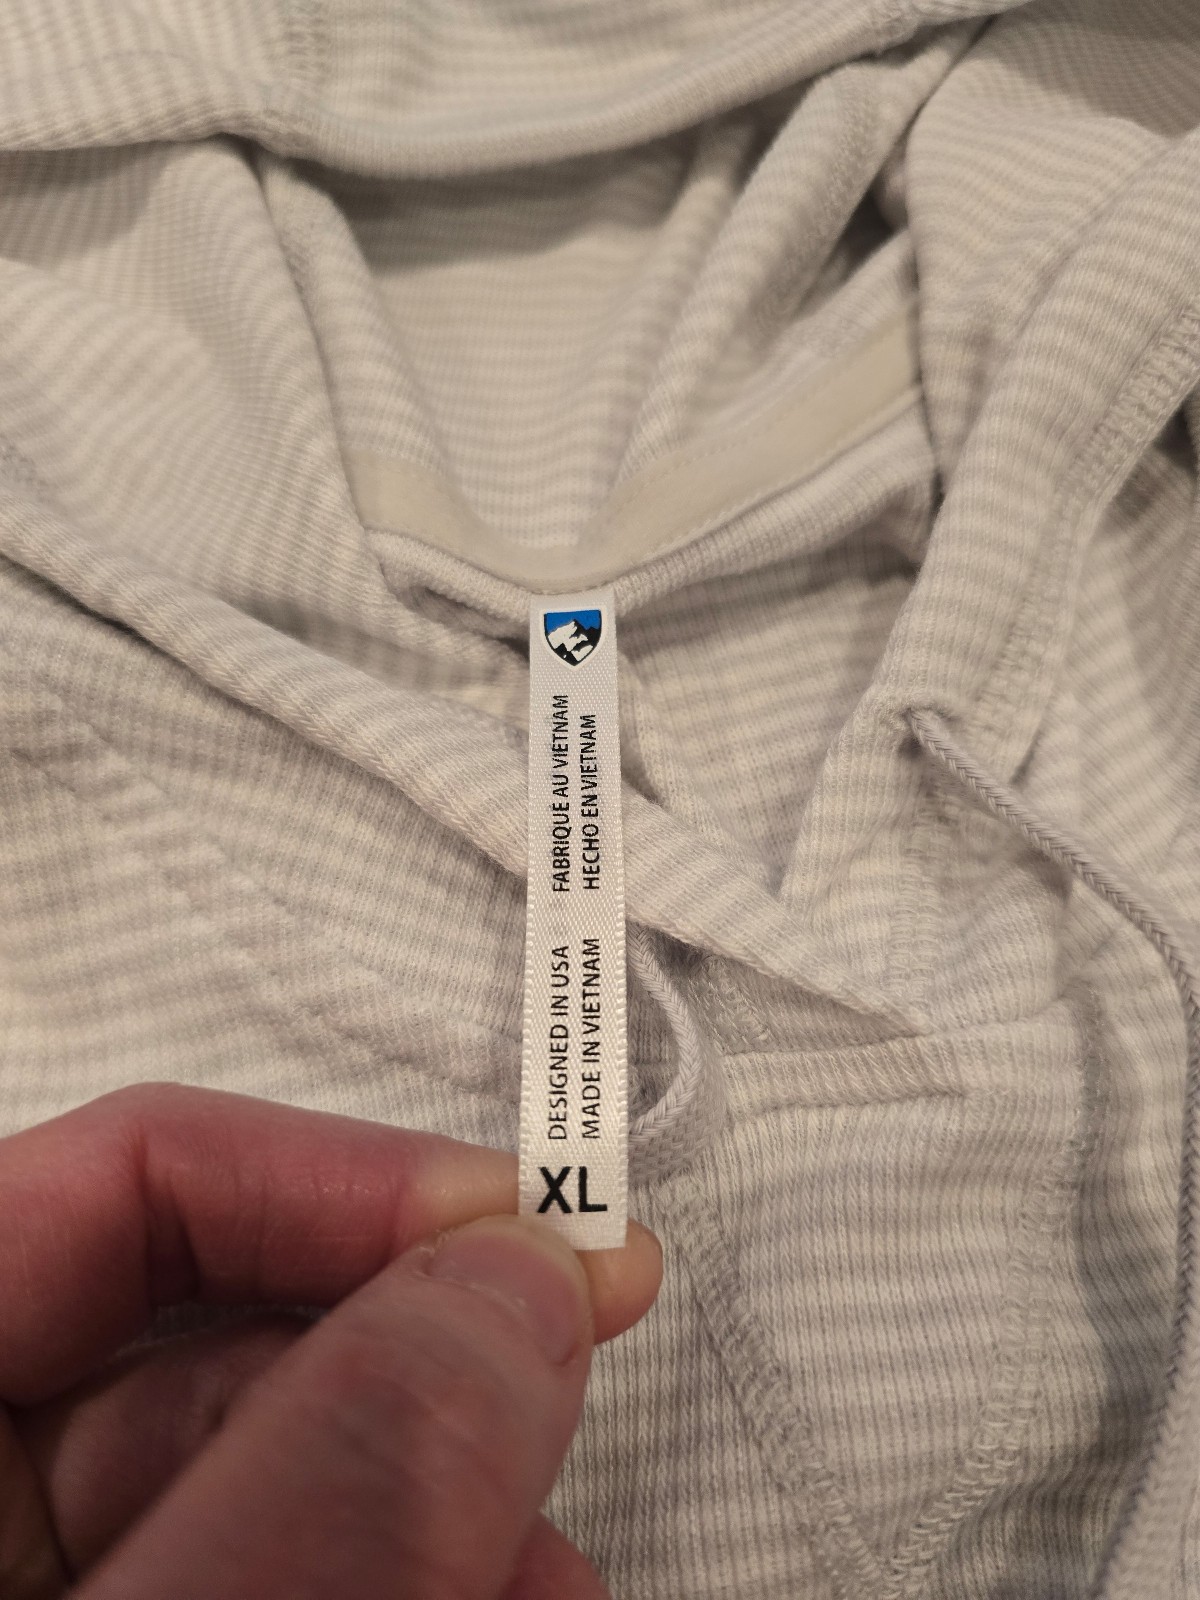 FABRIQUE AU VIETNAM
HECHO EN VIETNAM
DESIGNED IN USA
MADE IN VIETNAM
XL